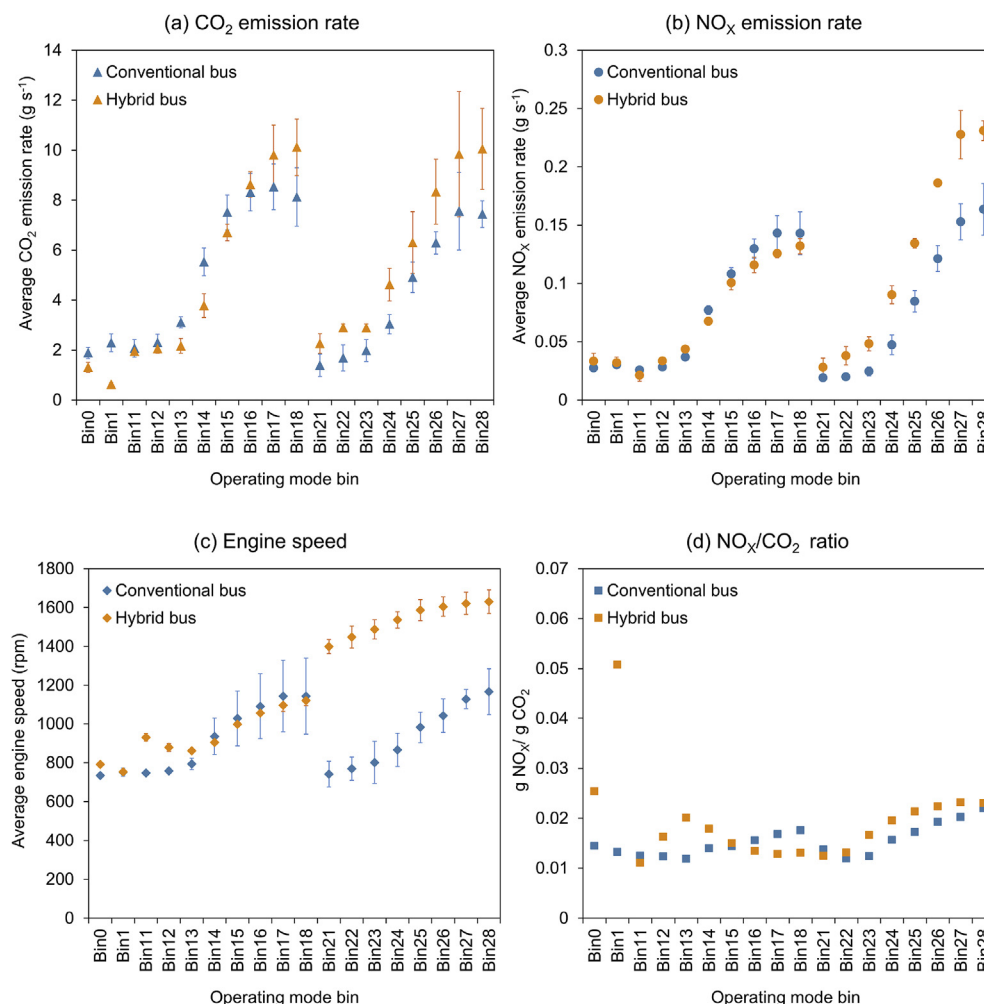 (a) CO₂ emission rate
Average CO₂ emission rate (g s⁻¹)
14
12
10
8
6
4
2
0
Conventional bus
Hybrid bus
Bin0
Bin1
Bin11
Bin12
Bin13
Bin14
Bin15
Bin16
Bin17
Bin18
Bin21
Bin22
Bin23
Bin24
Bin25
Bin26
Bin27
Bin28
Operating mode bin
(b) NOX emission rate
Average NOX emission rate (g s⁻¹)
0.3
0.25
0.2
0.15
0.1
0.05
0
Conventional bus
Hybrid bus
Bin0
Bin1
Bin11
Bin12
Bin13
Bin14
Bin15
Bin16
Bin17
Bin18
Bin21
Bin22
Bin23
Bin24
Bin25
Bin26
Bin27
Bin28
Operating mode bin
(c) Engine speed
Average engine speed (rpm)
1800
1600
1400
1200
1000
800
600
400
200
0
Conventional bus
Hybrid bus
Bin0
Bin1
Bin11
Bin12
Bin13
Bin14
Bin15
Bin16
Bin17
Bin18
Bin21
Bin22
Bin23
Bin24
Bin25
Bin26
Bin27
Bin28
Operating mode bin
(d) NOX/CO₂ ratio
g NOX/ g CO₂
0.07
0.06
0.05
0.04
0.03
0.02
0.01
0
Conventional bus
Hybrid bus
Bin0
Bin1
Bin11
Bin12
Bin13
Bin14
Bin15
Bin16
Bin17
Bin18
Bin21
Bin22
Bin23
Bin24
Bin25
Bin26
Bin27
Bin28
Operating mode bin